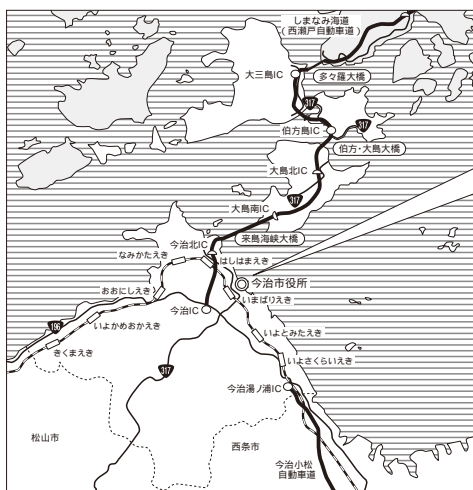 しまなみ海道
(西瀬戸自動車道)
大三島IC
多々羅大橋
317
伯方島IC
317
伯方・大島大橋
大島北IC
317
大島南IC
来島海峡大橋
今治北IC
なみかたえき
はしはまえき
今治市役所
おおにしえき
いまばりえき
今治IC
196
いよかめおかえき
いよとみたえき
きくまえき
いよさくらいえき
317
今治湯ノ浦IC
松山市
西条市
今治小松
自動車道